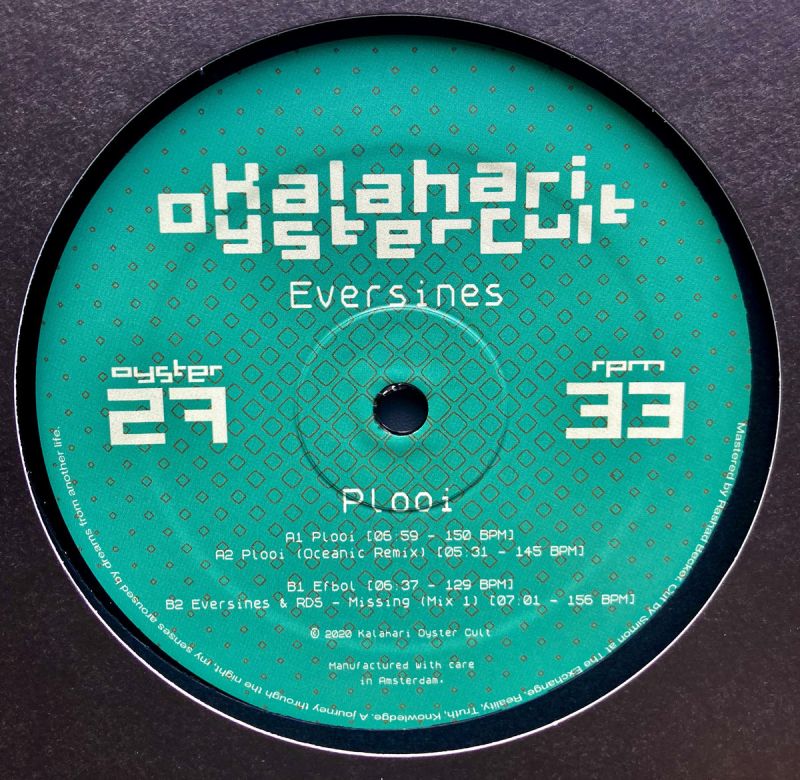 Kalahari
OysterCult
Eversines
oyster
27
rpm
33
Plooi
A1 Plooi [06:59 - 150 BPM]
A2 Plooi (Oceanic Remix) [05:31 - 145 BPM]
B1 Efbol [06:37 - 129 BPM]
B2 Eversines & RDS - Missing (Mix 1) [07:01 - 156 BPM]
© 2020 Kalahari Oyster Cult
Manufactured with care
in Amsterdam.
Mastered by Rashad Becker. Cut by Simon at The Exchange. Reality, Truth, Knowledge. A journey through the night, my senses aroused by dreams from another life.